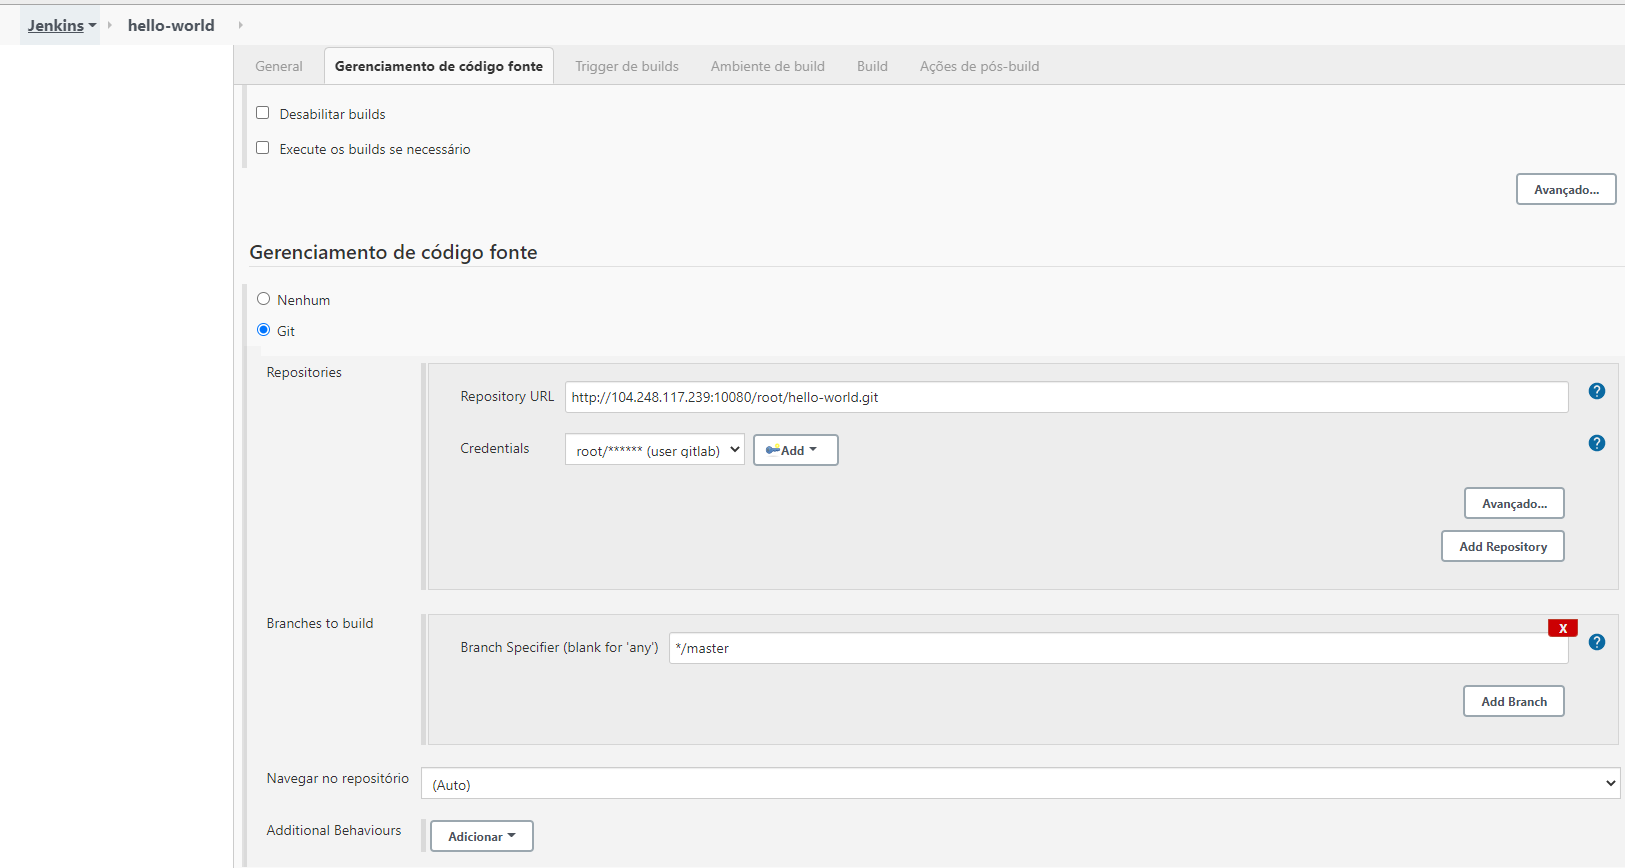 Jenkins hello-world
General Gerenciamento de código fonte Trigger de builds Ambiente de build Build Ações de pós-build
Desabilitar builds
Execute os builds se necessário
Avançado...
Gerenciamento de código fonte
Nenhum
Git
Repositories
Repository URL http://104.248.117.239:10080/root/hello-world.git ?
Credentials root/****** (user gitlab) Add ?
Avançado...
Add Repository
Branches to build
X
Branch Specifier (blank for 'any') */master ?
Add Branch
Navegar no repositório (Auto)
Additional Behaviours Adicionar